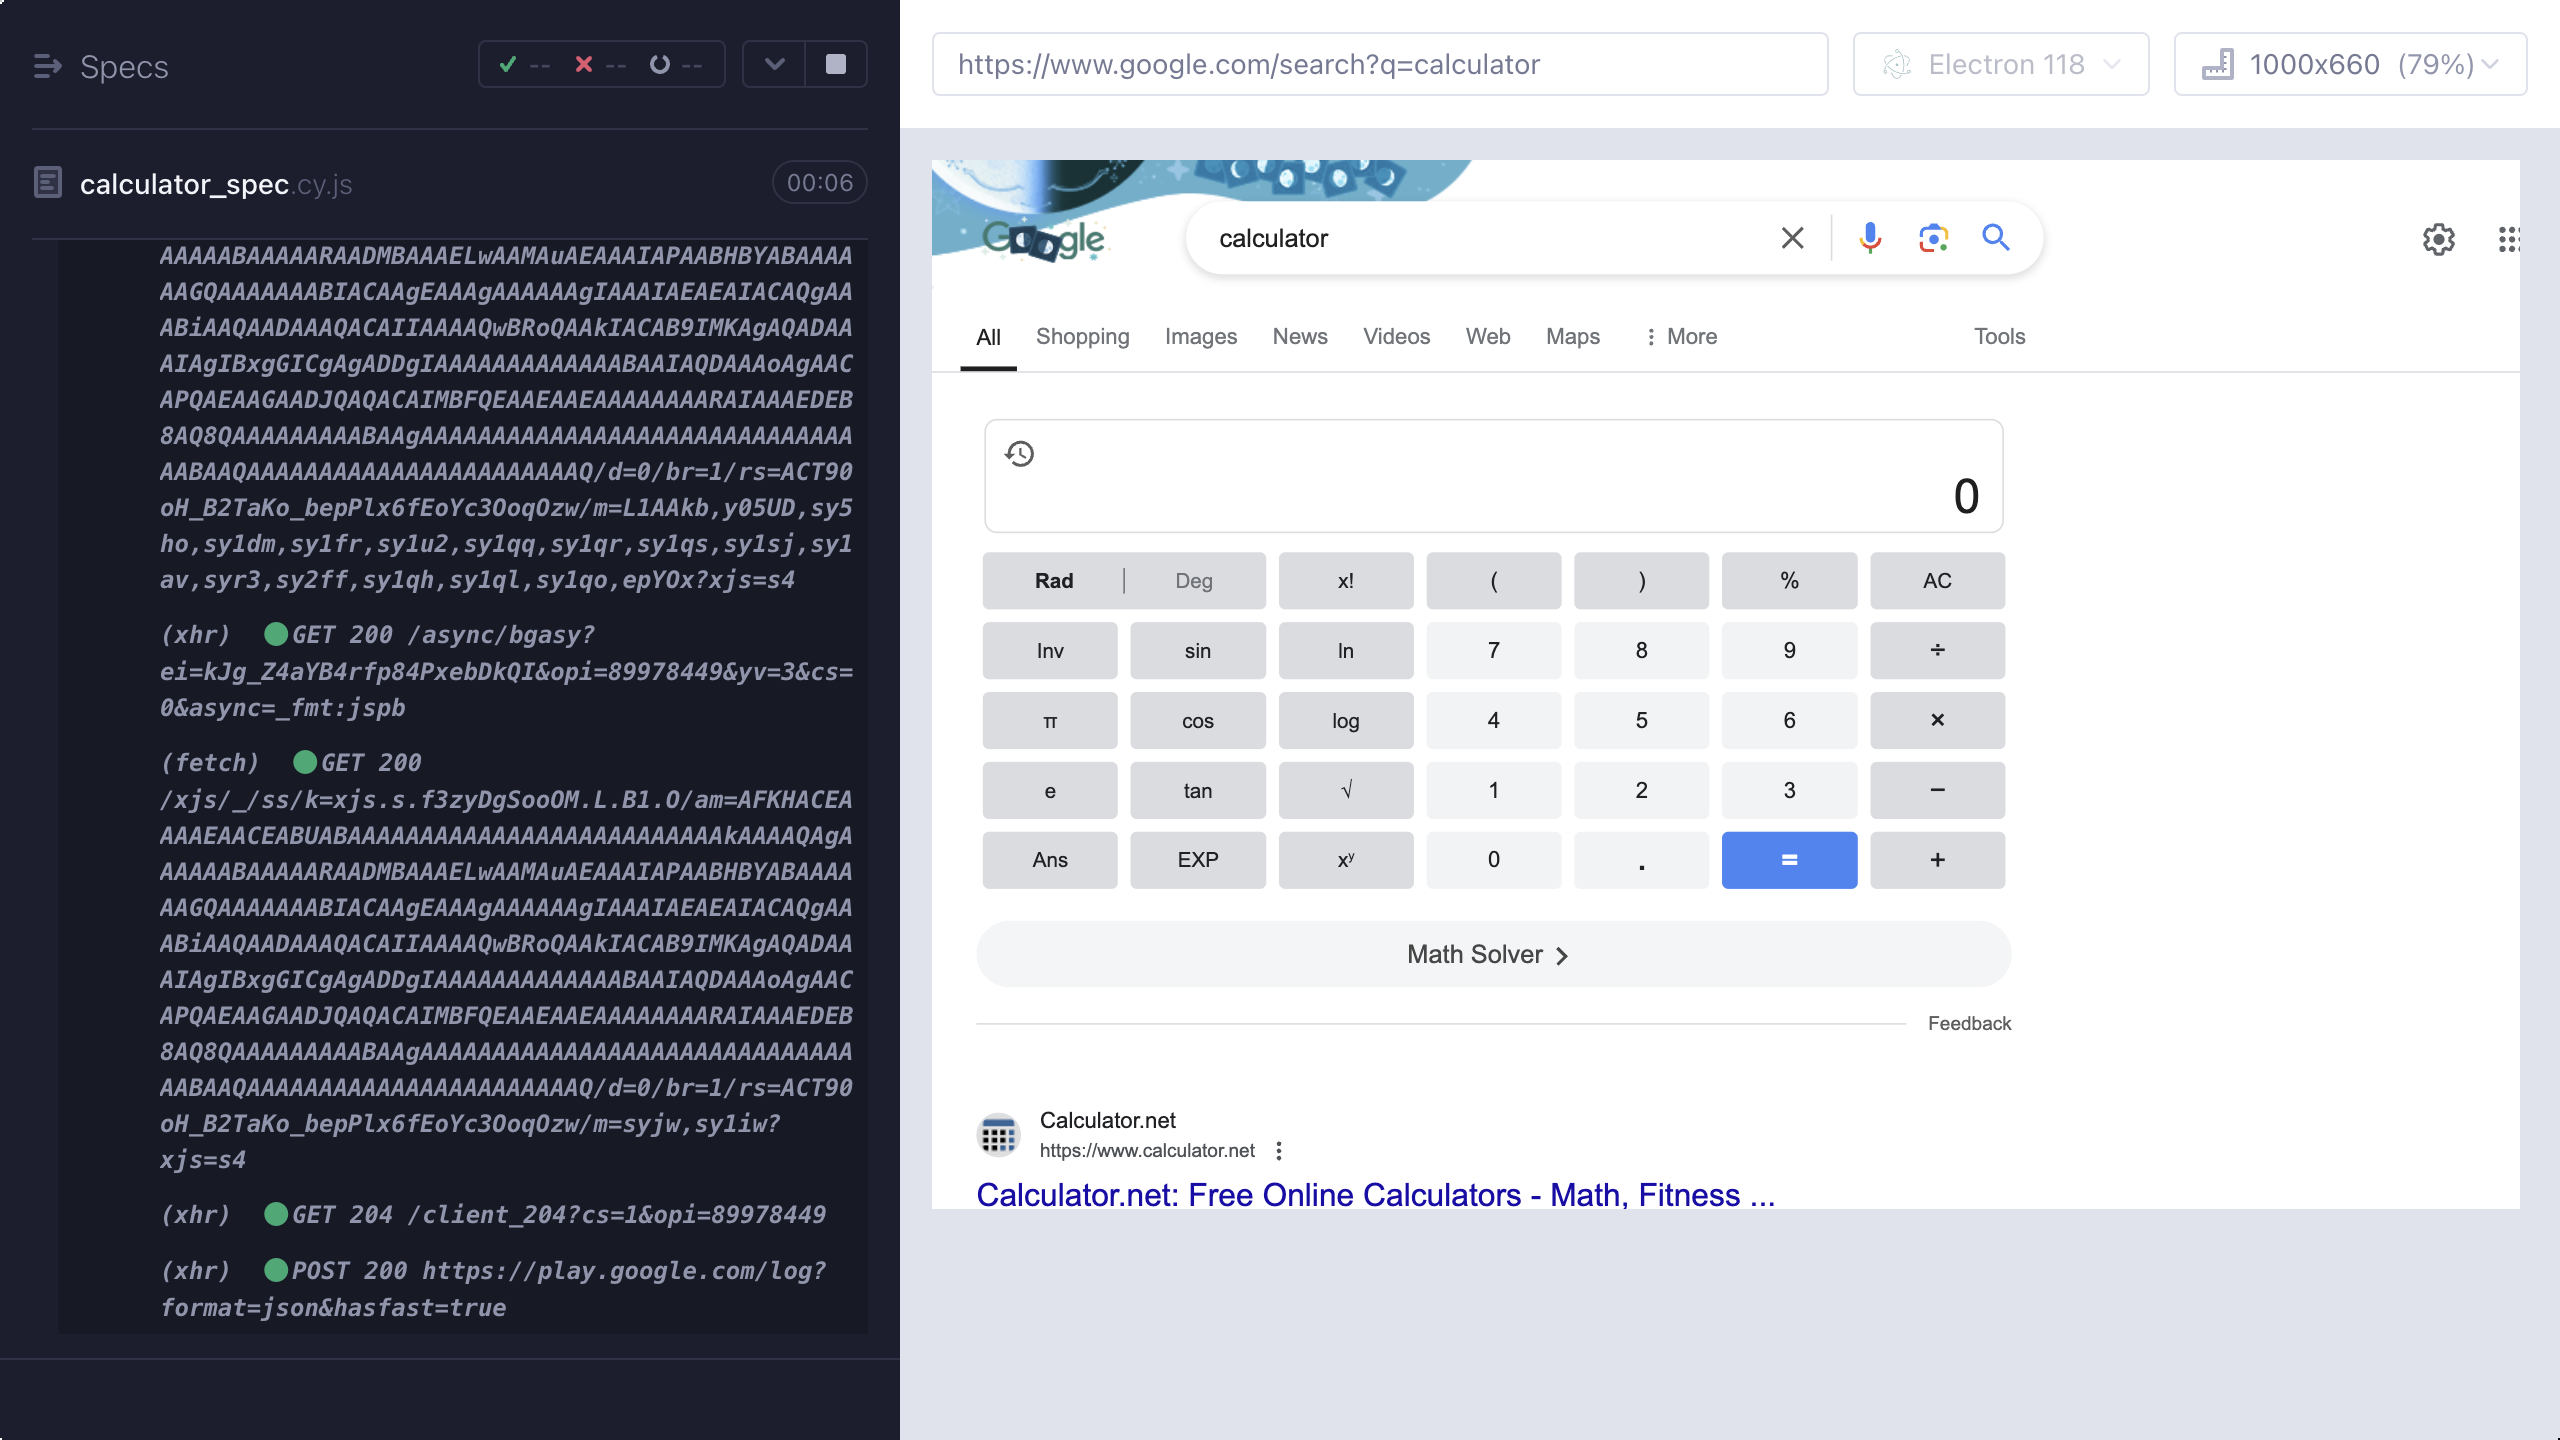 Specs
-- -- --
calculator_spec.cy.js 00:06
AAAAABAAAAARAADMBAAAELwAAMAuAEAAAIAPAABHBYABAAAA
AAGQAAAAAAABIACAAgEAAAgAAAAAAgIAAAIAEAEAIACAQgAA
ABiAAQAADAAAQACAIIAAAAQwBRoQAAkIACAB9IMKAgAQADAA
AIAgIBxgGICgAgADDgIAAAAAAAAAAAAABAAIAQDAAAoAgAAC
APQAEAAGAADJQAQACAIMBFQEAAEAAEAAAAAAAARAIAAAEDEB
8AQ8QAAAAAAAAABAAgAAAAAAAAAAAAAAAAAAAAAAAAAAAAAA
AABAAQAAAAAAAAAAAAAAAAAAAAAAAQ/d=0/br=1/rs=ACT90
oH_B2TaKo_bepPlx6fEoYc3OoqOzw/m=L1AAkb,y05UD,sy5
ho,sy1dm,sy1fr,sy1u2,sy1qq,sy1qr,sy1qs,sy1sj,sy1
av,syr3,sy2ff,sy1qh,sy1ql,sy1qo,epYOx?xjs=s4
(xhr) GET 200 /async/bgasy?
ei=kJg_Z4aYB4rfp84PxebDkQI&opi=89978449&yv=3&cs=
0&async=_fmt:jspb
(fetch) GET 200
/xjs/_/ss/k=xjs.s.f3zyDgSooOM.L.B1.O/am=AFKHACEA
AAAEAACEABUABAAAAAAAAAAAAAAAAAAAAAAAAAAkAAAAQAgA
AAAAABAAAAARAADMBAAAELwAAMAuAEAAAIAPAABHBYABAAAA
AAGQAAAAAAABIACAAgEAAAgAAAAAAgIAAAIAEAEAIACAQgAA
ABiAAQAADAAAQACAIIAAAAQwBRoQAAkIACAB9IMKAgAQADAA
AIAgIBxgGICgAgADDgIAAAAAAAAAAAAABAAIAQDAAAoAgAAC
APQAEAAGAADJQAQACAIMBFQEAAEAAEAAAAAAAARAIAAAEDEB
8AQ8QAAAAAAAAABAAgAAAAAAAAAAAAAAAAAAAAAAAAAAAAAA
AABAAQAAAAAAAAAAAAAAAAAAAAAAAQ/d=0/br=1/rs=ACT90
oH_B2TaKo_bepPlx6fEoYc3OoqOzw/m=syjw,sy1iw?
xjs=s4
(xhr) GET 204 /client_204?cs=1&opi=89978449
(xhr) POST 200 https://play.google.com/log?
format=json&hasfast=true
https://www.google.com/search?q=calculator Electron 118 1000x660 (79%)
Google calculator
All Shopping Images News Videos Web Maps More Tools
0
Rad | Deg x! ( ) % AC
Inv sin ln 7 8 9 ÷
π cos log 4 5 6 ×
e tan √ 1 2 3 −
Ans EXP xʸ 0 . = +
Math Solver
Feedback
Calculator.net
https://www.calculator.net
Calculator.net: Free Online Calculators - Math, Fitness ...